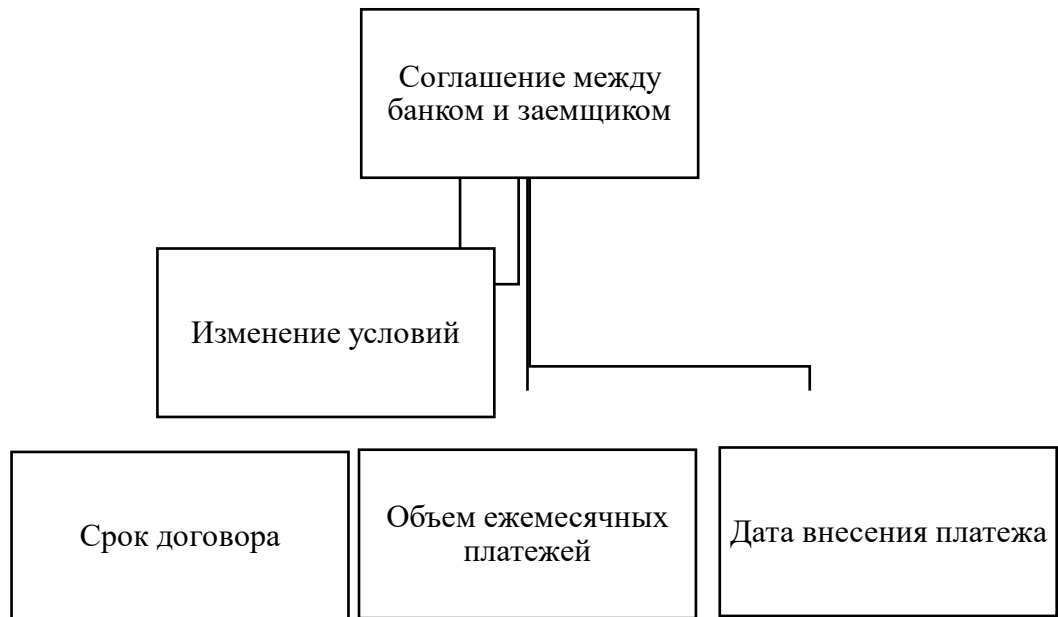 Соглашение между
банком и заемщиком
Изменение условий
Срок договора
Объем ежемесячных
платежей
Дата внесения платежа